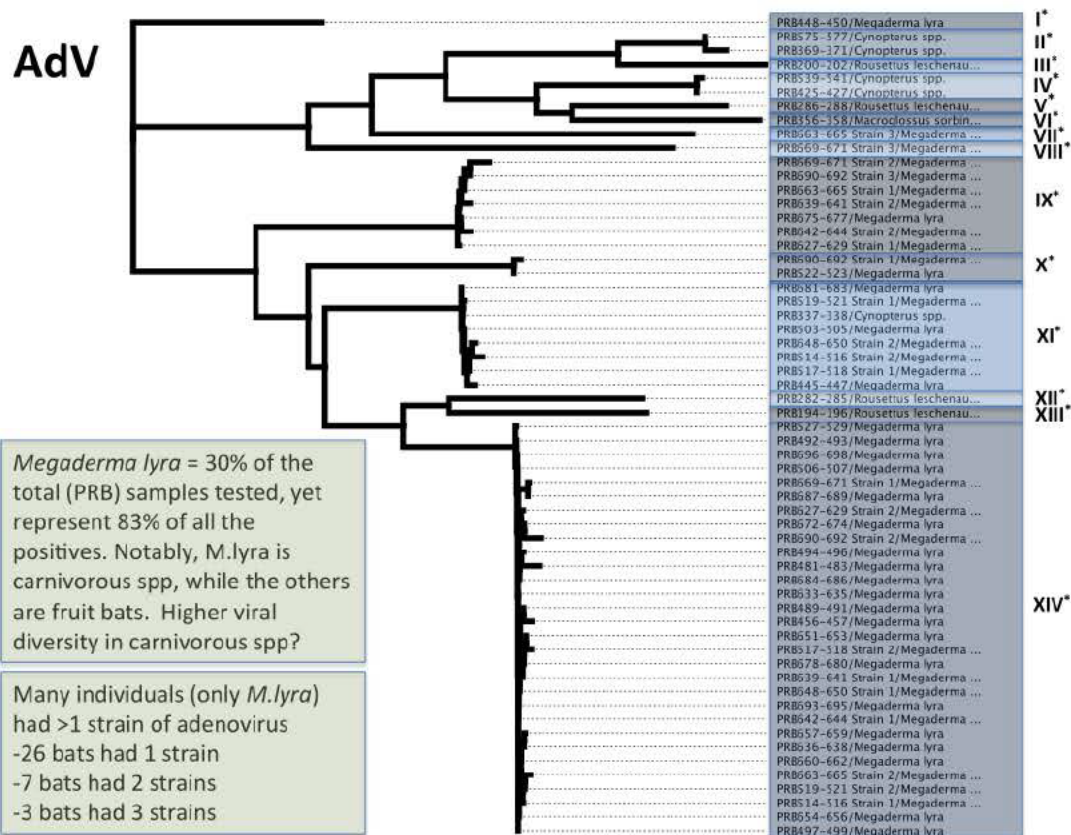 AdV
PRB448-450/Megaderma lyra
I*
PRB575-577/Cynopterus spp.
II*
PRB369-371/Cynopterus spp.
PRB200-202/Rousettus leschenau...
III*
PRB539-541/Cynopterus spp.
IV*
PRB425-427/Cynopterus spp.
PRB286-288/Rousettus leschenau...
V*
PRB356-358/Macroglossus sorbin...
VI*
PRB663-665 Strain 3/Megaderma ...
VII*
PRB669-671 Strain 3/Megaderma ...
VIII*
PRB669-671 Strain 2/Megaderma ...
PRB690-692 Strain 3/Megaderma ...
PRB663-665 Strain 1/Megaderma ...
PRB639-641 Strain 2/Megaderma ...
IX*
PRB675-677/Megaderma lyra
PRB642-644 Strain 2/Megaderma ...
PRB627-629 Strain 1/Megaderma ...
PRB690-692 Strain 1/Megaderma ...
X*
PRB522-523/Megaderma lyra
PRB681-683/Megaderma lyra
PRB519-521 Strain 1/Megaderma ...
PRB337-338/Cynopterus spp.
PRB503-505/Megaderma lyra
XI*
PRB648-650 Strain 2/Megaderma ...
PRB514-516 Strain 2/Megaderma ...
PRB517-518 Strain 1/Megaderma ...
PRB445-447/Megaderma lyra
PRB282-285/Rousettus leschenau...
XII*
PRB194-196/Rousettus leschenau...
XIII*
PRB527-529/Megaderma lyra
PRB492-493/Megaderma lyra
PRB696-698/Megaderma lyra
PRB506-507/Megaderma lyra
PRB669-671 Strain 1/Megaderma ...
PRB687-689/Megaderma lyra
PRB627-629 Strain 2/Megaderma ...
PRB672-674/Megaderma lyra
PRB690-692 Strain 2/Megaderma ...
PRB494-496/Megaderma lyra
PRB481-483/Megaderma lyra
PRB684-686/Megaderma lyra
PRB633-635/Megaderma lyra
XIV*
PRB489-491/Megaderma lyra
PRB456-457/Megaderma lyra
PRB651-653/Megaderma lyra
PRB517-518 Strain 2/Megaderma ...
PRB678-680/Megaderma lyra
PRB639-641 Strain 1/Megaderma ...
PRB648-650 Strain 1/Megaderma ...
PRB693-695/Megaderma lyra
PRB642-644 Strain 1/Megaderma ...
PRB657-659/Megaderma lyra
PRB636-638/Megaderma lyra
PRB660-662/Megaderma lyra
PRB663-665 Strain 2/Megaderma ...
PRB519-521 Strain 2/Megaderma ...
PRB514-516 Strain 1/Megaderma ...
PRB654-656/Megaderma lyra
PRB497-499/Megaderma lyra
Megaderma lyra = 30% of the
total (PRB) samples tested, yet
represent 83% of all the
positives. Notably, M.lyra is
carnivorous spp, while the others
are fruit bats. Higher viral
diversity in carnivorous spp?
Many individuals (only M.lyra)
had >1 strain of adenovirus
-26 bats had 1 strain
-7 bats had 2 strains
-3 bats had 3 strains